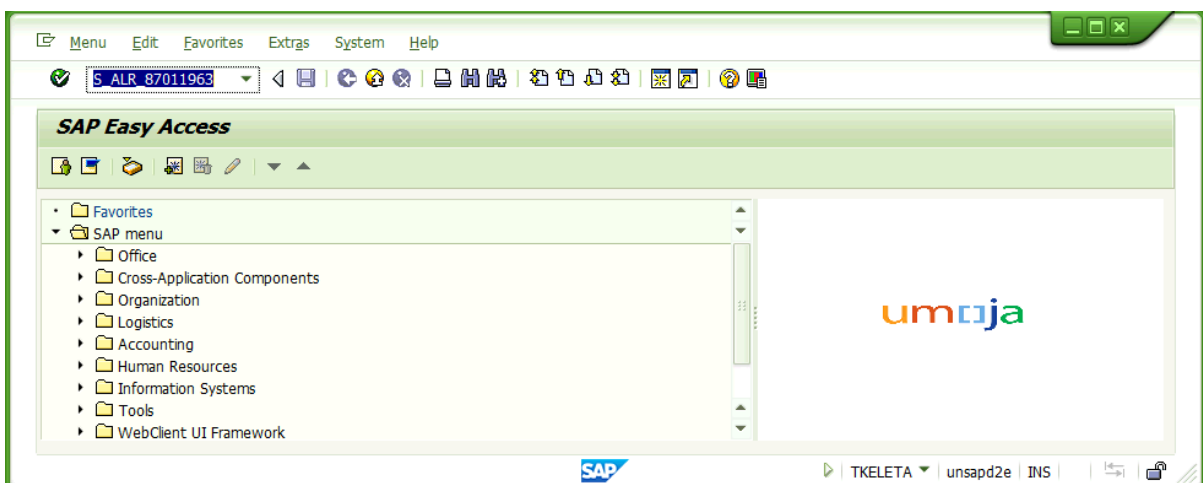 Menu Edit Favorites Extras System Help
S_ALR_87011963
SAP Easy Access
Favorites
SAP menu
Office
Cross-Application Components
Organization
Logistics
Accounting
Human Resources
Information Systems
Tools
WebClient UI Framework
umoja
SAP
TKELETA unsapd2e INS